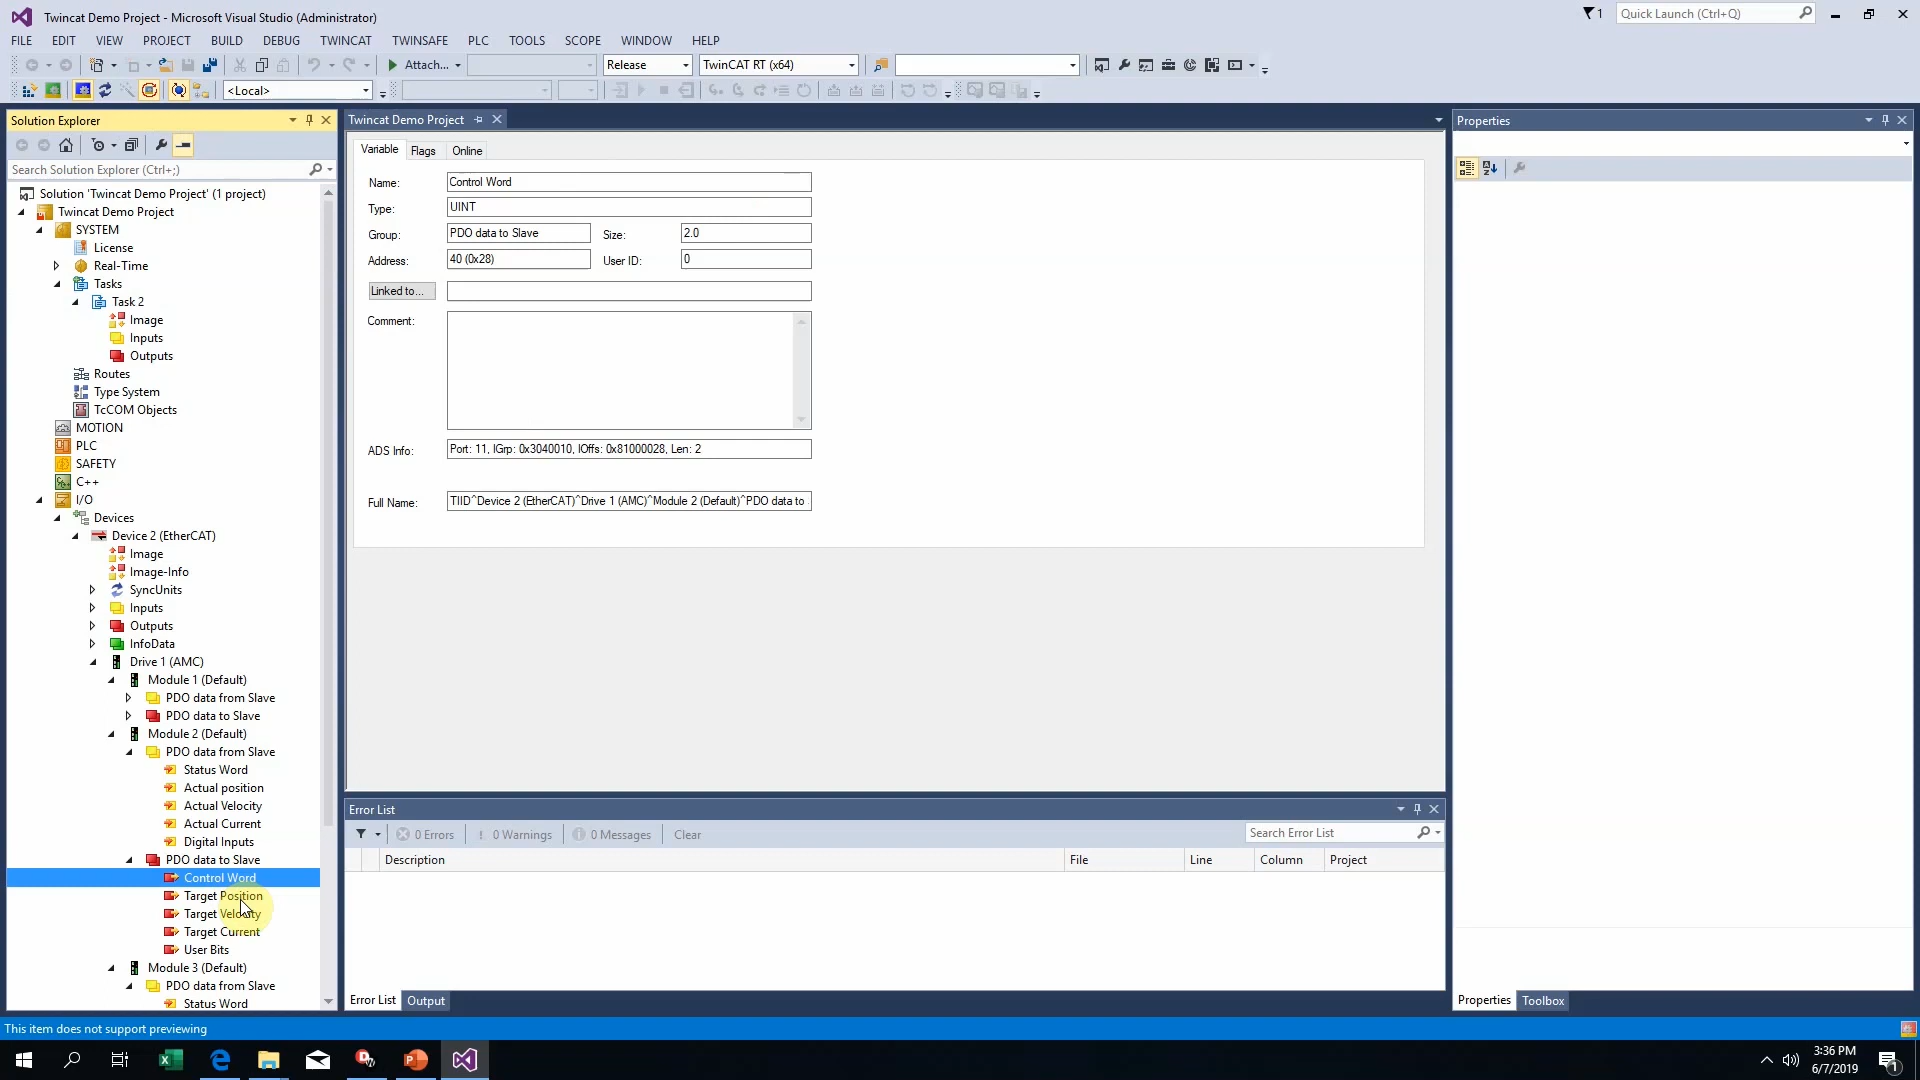 Twincat Demo Project - Microsoft Visual Studio (Administrator)
1
Quick Launch (Ctrl+Q)
FILE EDIT VIEW PROJECT BUILD DEBUG TWINCAT TWINSAFE PLC TOOLS SCOPE WINDOW HELP
Attach... Release TwinCAT RT (x64)
<Local>
Solution Explorer
Search Solution Explorer (Ctrl+;)
Solution 'Twincat Demo Project' (1 project)
Twincat Demo Project
SYSTEM
License
Real-Time
Tasks
Task 2
Image
Inputs
Outputs
Routes
Type System
TcCOM Objects
MOTION
PLC
SAFETY
C++
I/O
Devices
Device 2 (EtherCAT)
Image
Image-Info
SyncUnits
Inputs
Outputs
InfoData
Drive 1 (AMC)
Module 1 (Default)
PDO data from Slave
PDO data to Slave
Module 2 (Default)
PDO data from Slave
Status Word
Actual position
Actual Velocity
Actual Current
Digital Inputs
PDO data to Slave
Control Word
Target Position
Target Velocity
Target Current
User Bits
Module 3 (Default)
PDO data from Slave
Status Word
Twincat Demo Project
Variable Flags Online
Name: Control Word
Type: UINT
Group: PDO data to Slave Size: 2.0
Address: 40 (0x28) User ID: 0
Linked to...
Comment:
ADS Info: Port: 11, IGrp: 0x3040010, IOffs: 0x81000028, Len: 2
Full Name: TIID^Device 2 (EtherCAT)^Drive 1 (AMC)^Module 2 (Default)^PDO data to
Error List
0 Errors 0 Warnings 0 Messages Clear Search Error List
Description File Line Column Project
Error List Output
Properties
Properties Toolbox
This item does not support previewing
3:36 PM
6/7/2019
1